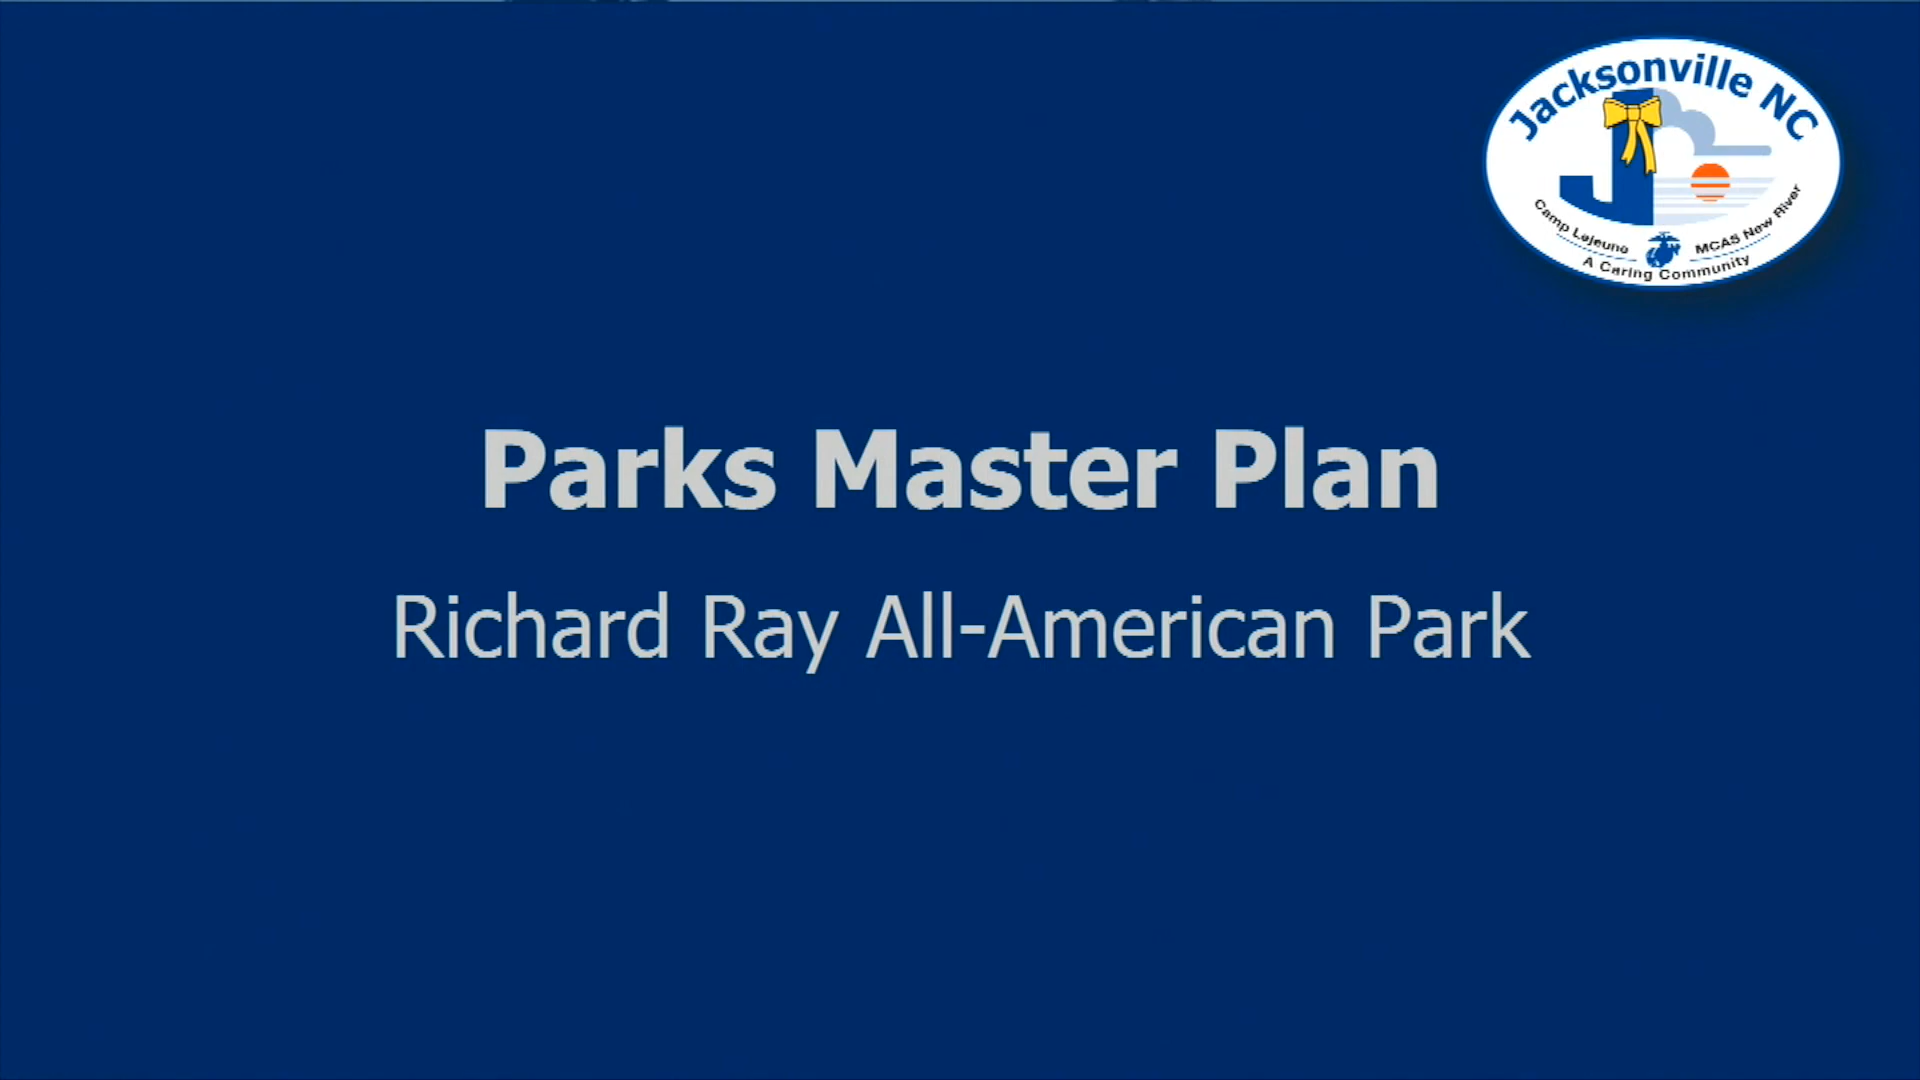 Jacksonville NC
Camp Lejeune
MCAS New River
A Caring Community
Parks Master Plan
Richard Ray All-American Park